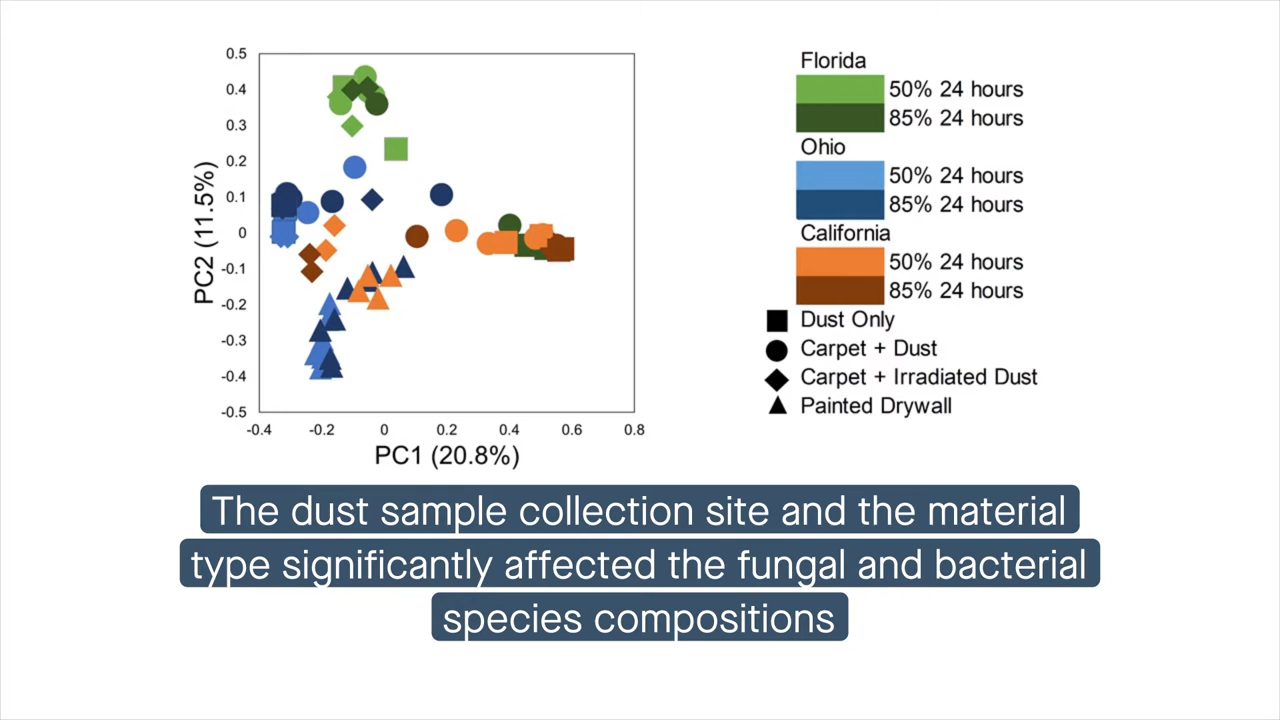 0.5
0.4
0.3
0.2
0.1
0
-0.1
-0.2
-0.3
-0.4
-0.5
PC2 (11.5%)
-0.4 -0.2 0 0.2 0.4 0.6 0.8
PC1 (20.8%)
Florida
50% 24 hours
85% 24 hours
Ohio
50% 24 hours
85% 24 hours
California
50% 24 hours
85% 24 hours
Dust Only
Carpet + Dust
Carpet + Irradiated Dust
Painted Drywall
The dust sample collection site and the material
type significantly affected the fungal and bacterial
species compositions